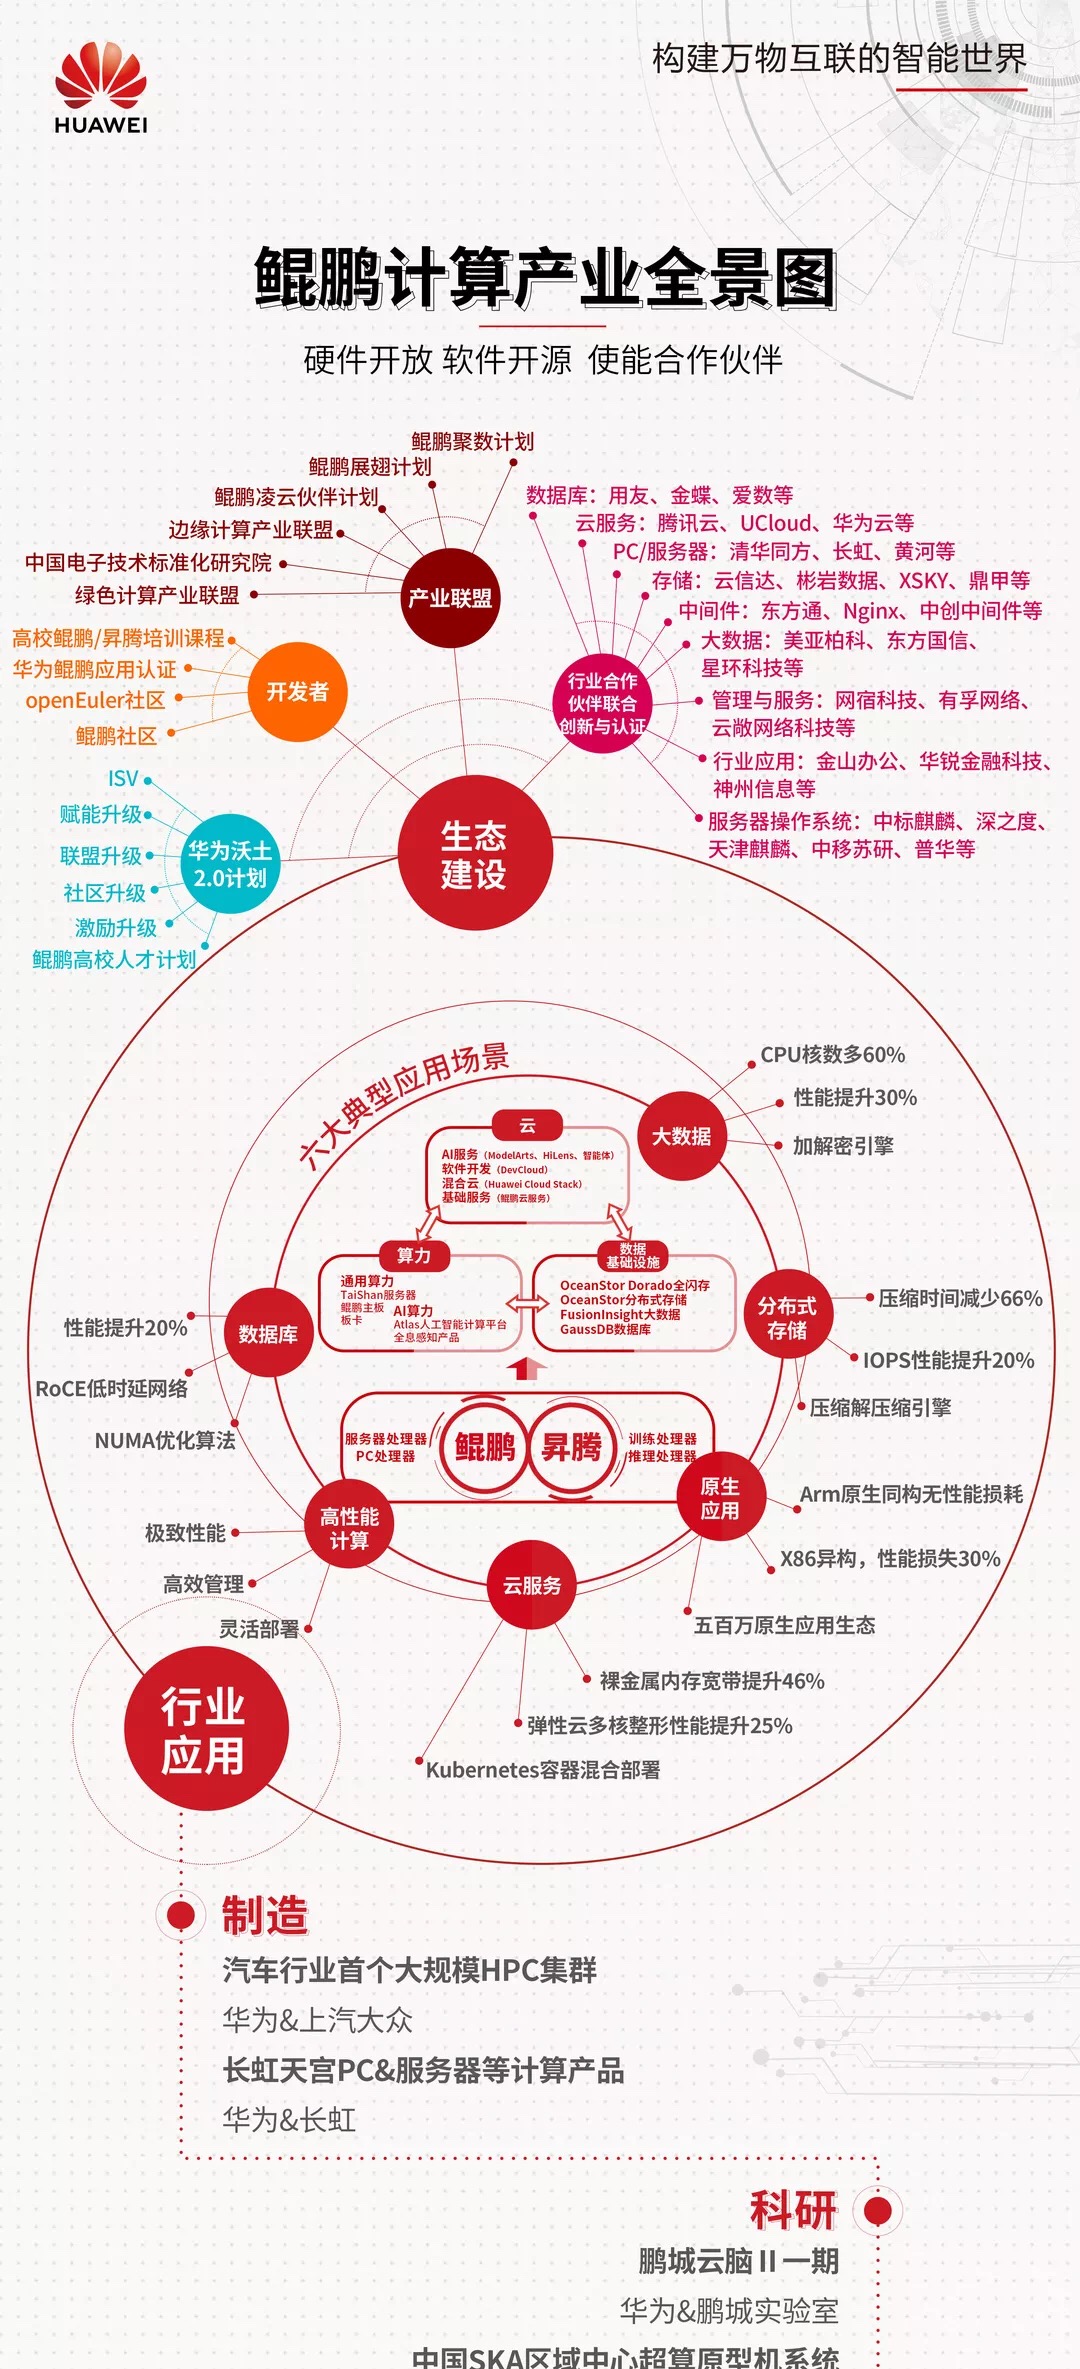 HUAWEI
构建万物互联的智能世界
鲲鹏计算产业全景图
硬件开放 软件开源 使能合作伙伴
鲲鹏聚数计划
鲲鹏展翅计划
鲲鹏凌云伙伴计划
边缘计算产业联盟
中国电子技术标准化研究院
绿色计算产业联盟
产业联盟
高校鲲鹏/昇腾培训课程
华为鲲鹏应用认证
openEuler社区
鲲鹏社区
开发者
ISV
赋能升级
联盟升级
社区升级
激励升级
鲲鹏高校人才计划
华为沃土
2.0计划
数据库：用友、金蝶、爱数等
云服务：腾讯云、UCloud、华为云等
PC/服务器：清华同方、长虹、黄河等
存储：云信达、彬岩数据、XSKY、鼎甲等
中间件：东方通、Nginx、中创中间件等
大数据：美亚柏科、东方国信、
星环科技等
管理与服务：网宿科技、有孚网络、
云敞网络科技等
行业应用：金山办公、华锐金融科技、
神州信息等
服务器操作系统：中标麒麟、深之度、
天津麒麟、中移苏研、普华等
行业合作
伙伴联合
创新与认证
生态
建设
六大典型应用场景
云
AI服务（ModelArts、HiLens、智能体）
软件开发（DevCloud）
混合云（Huawei Cloud Stack）
基础服务（鲲鹏云服务）
算力
通用算力
TaiShan服务器
鲲鹏主板
板卡
AI算力
Atlas人工智能计算平台
全息感知产品
数据
基础设施
OceanStor Dorado全闪存
OceanStor分布式存储
FusionInsight大数据
GaussDB数据库
服务器处理器
PC处理器
鲲鹏
昇腾
训练处理器
推理处理器
大数据
CPU核数多60%
性能提升30%
加解密引擎
分布式
存储
压缩时间减少66%
IOPS性能提升20%
压缩解压缩引擎
原生
应用
Arm原生同构无性能损耗
X86异构，性能损失30%
五百万原生应用生态
云服务
裸金属内存宽带提升46%
弹性云多核整形性能提升25%
Kubernetes容器混合部署
高性能
计算
极致性能
高效管理
灵活部署
数据库
性能提升20%
RoCE低时延网络
NUMA优化算法
行业
应用
制造
汽车行业首个大规模HPC集群
华为&上汽大众
长虹天宫PC&服务器等计算产品
华为&长虹
科研
鹏城云脑 II 一期
华为&鹏城实验室
中国SKA区域中心超算原型机系统